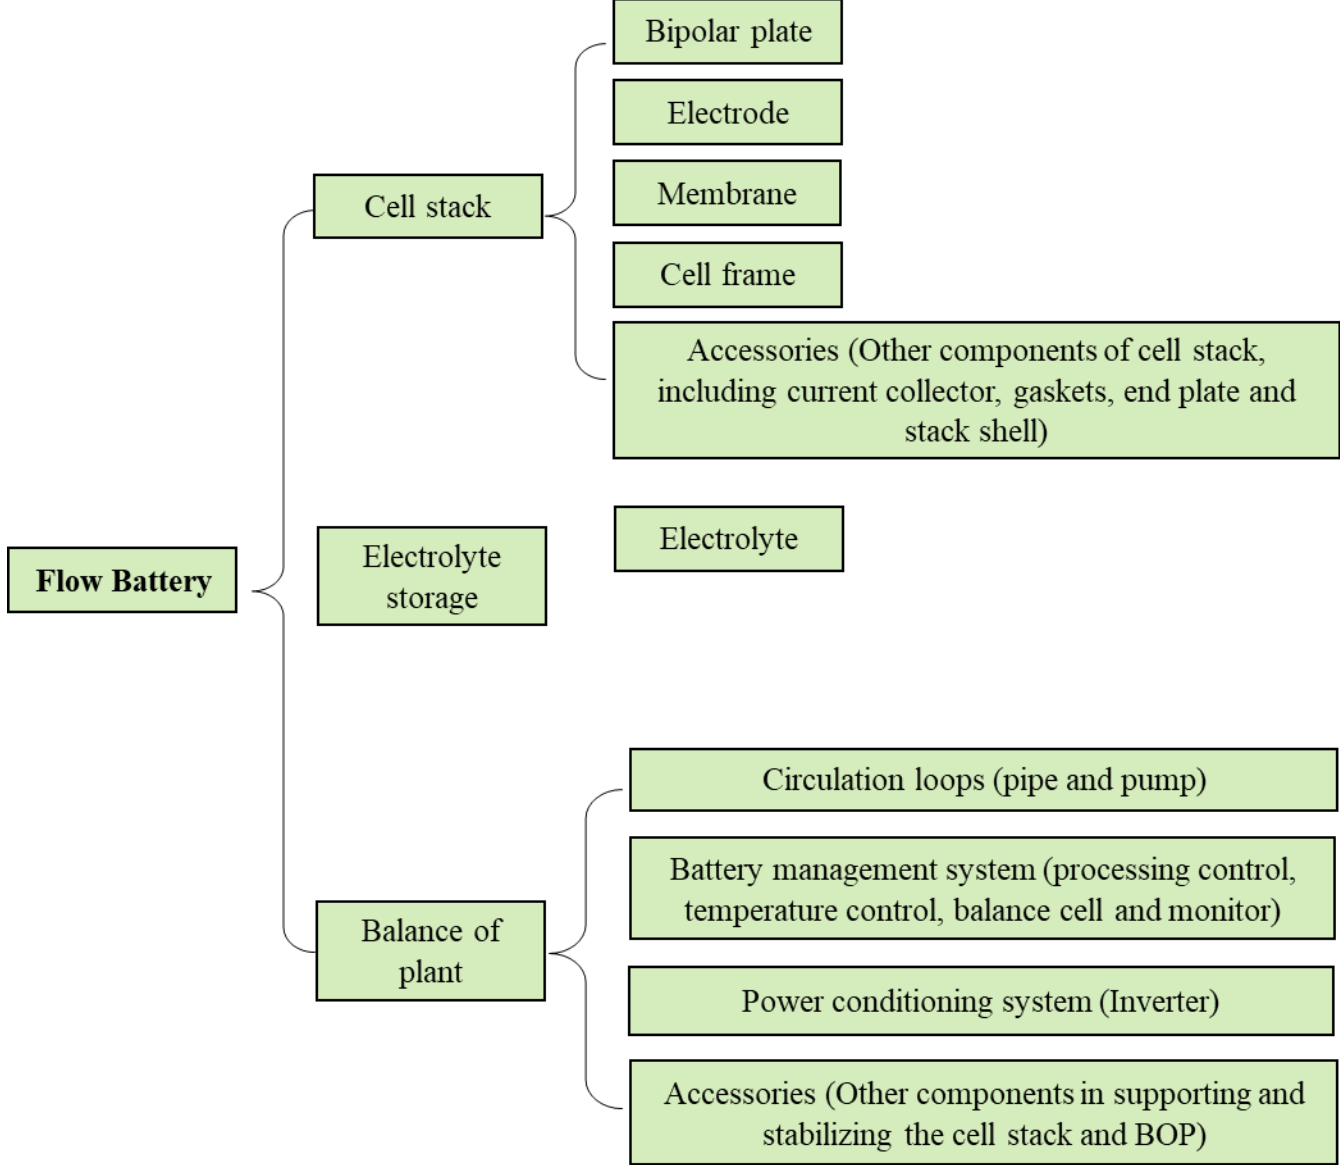 Bipolar plate
Electrode
Membrane
Cell stack
Cell frame
Accessories (Other components of cell stack,
including current collector, gaskets, end plate and
stack shell)
Flow Battery
Electrolyte
storage
Electrolyte
Balance of
plant
Circulation loops (pipe and pump)
Battery management system (processing control,
temperature control, balance cell and monitor)
Power conditioning system (Inverter)
Accessories (Other components in supporting and
stabilizing the cell stack and BOP)